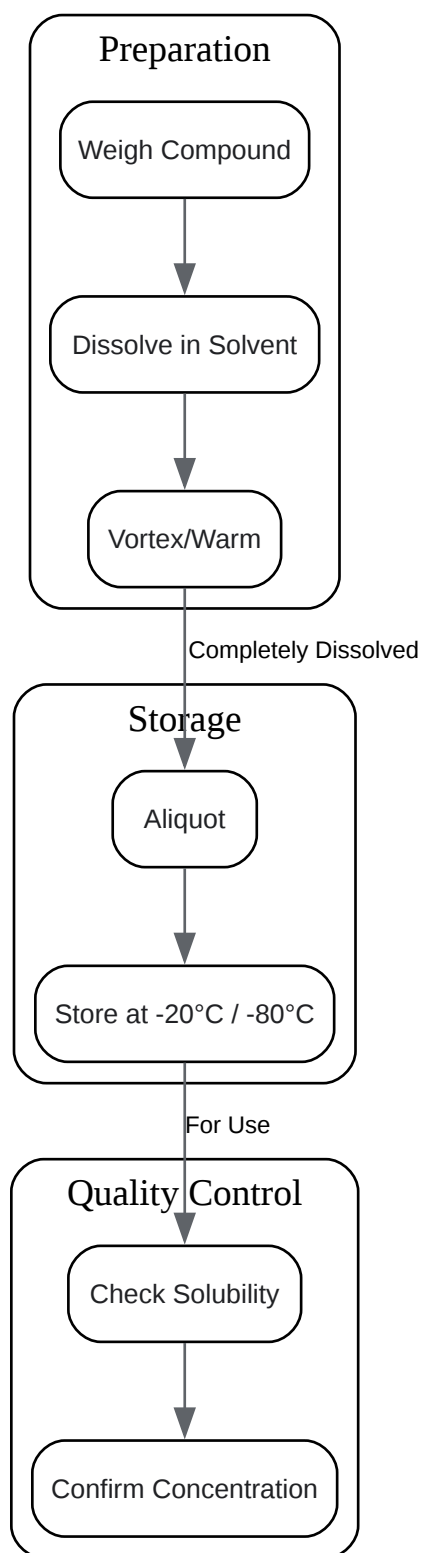 Preparation
Weigh Compound
Dissolve in Solvent
Vortex/Warm
Completely Dissolved
Storage
Aliquot
Store at -20°C / -80°C
For Use
Quality Control
Check Solubility
Confirm Concentration